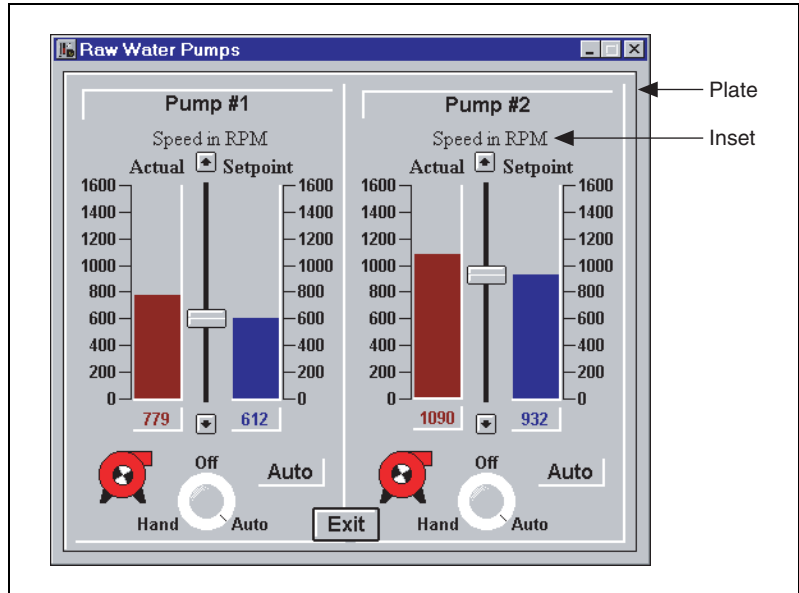 Raw Water Pumps
Plate
Pump #1 Pump #2
Speed in RPM Speed in RPM Inset
Actual Setpoint Actual Setpoint
1600 1600 1600 1600
1400 1400 1400 1400
1200 1200 1200 1200
1000 1000 1000 1000
800 800 800 800
600 600 600 600
400 400 400 400
200 200 200 200
0 0 0 0
779 612 1090 932
Off Off
Auto Auto
Hand Auto Exit Hand Auto